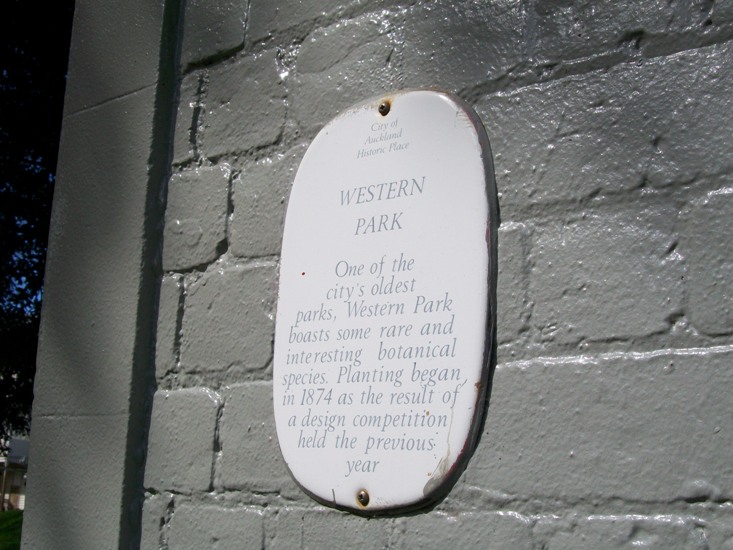 City of
Auckland
Historic Place
WESTERN
PARK
One of the
city's oldest
parks, Western Park
boasts some rare and
interesting botanical
species. Planting began
in 1874 as the result of
a design competition
held the previous
year